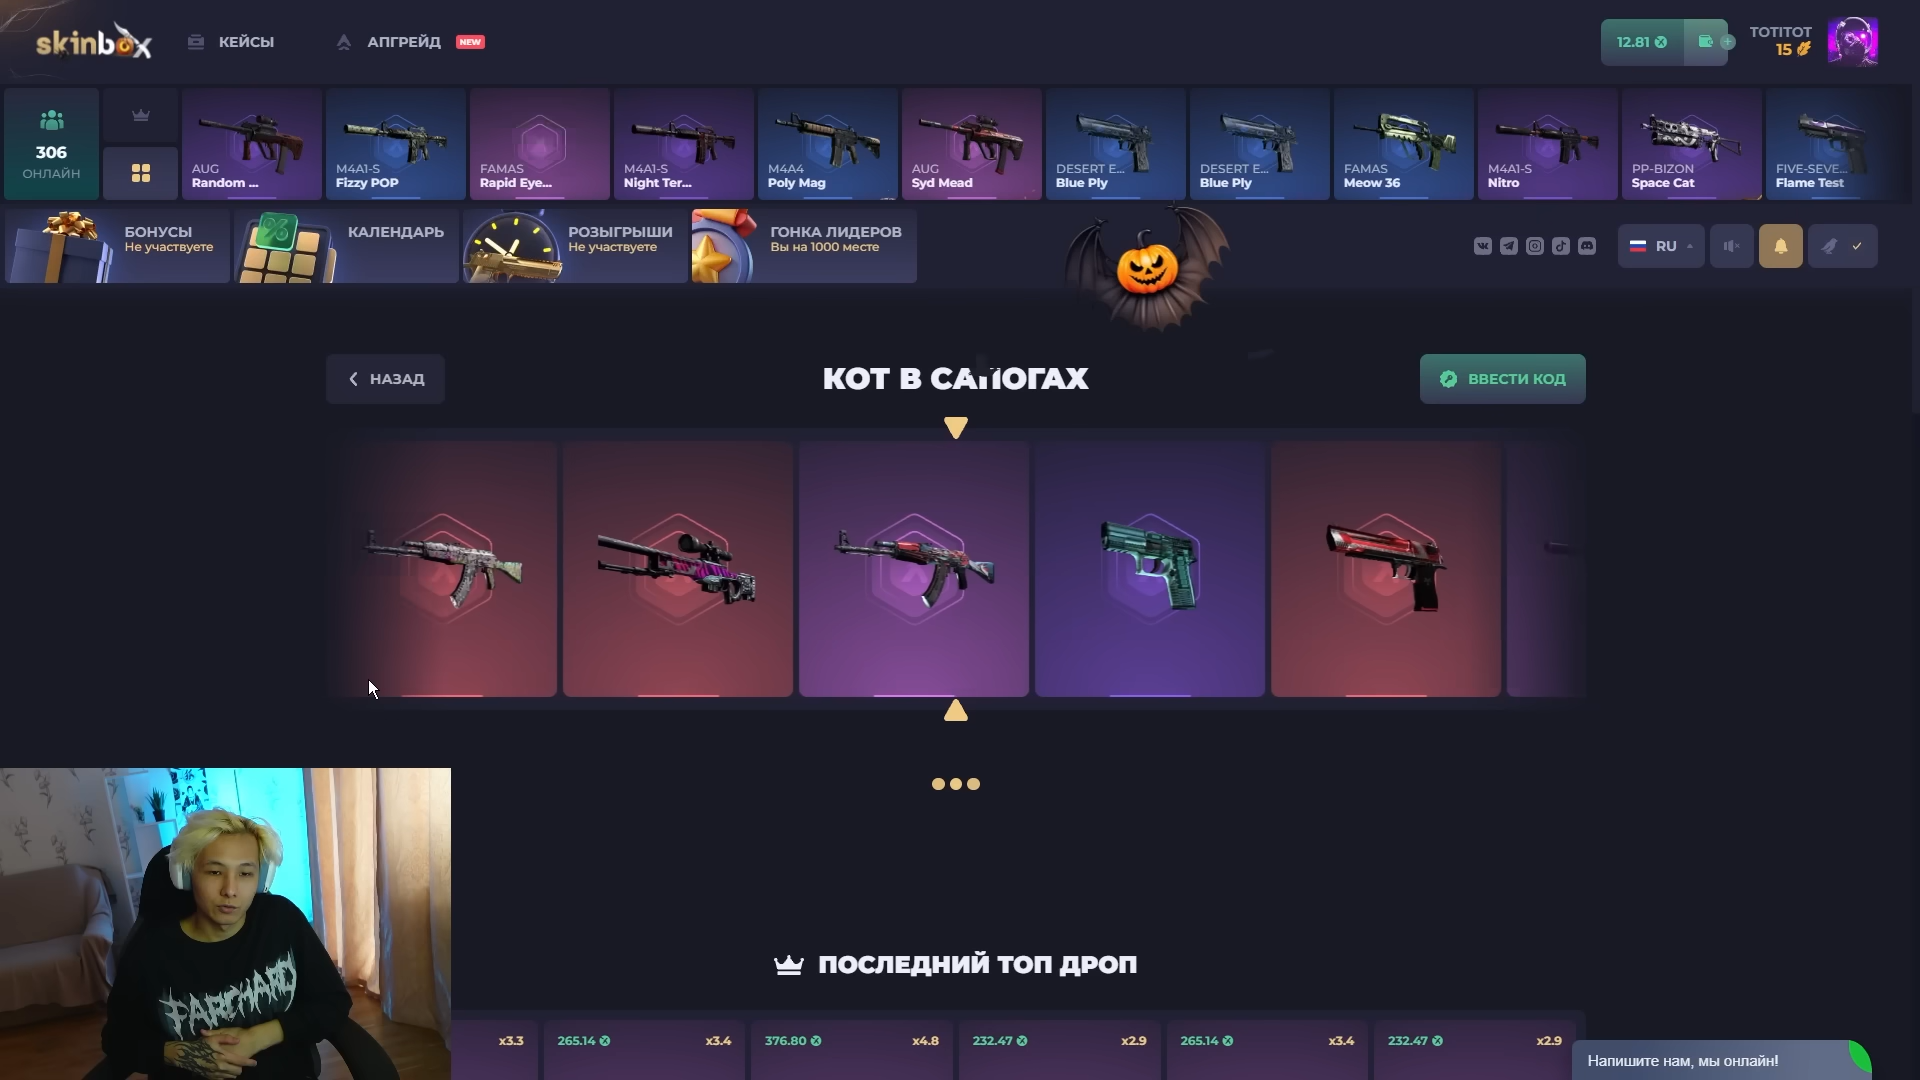 skinbox
КЕЙСЫ
АПГРЕЙД
NEW
12.81
TOTITOT
15
306
ОНЛАЙН
AUG
Random ...
M4A1-S
Fizzy POP
FAMAS
Rapid Eye...
M4A1-S
Night Ter...
M4A4
Poly Mag
AUG
Syd Mead
DESERT E...
Blue Ply
DESERT E...
Blue Ply
FAMAS
Meow 36
M4A1-S
Nitro
PP-BIZON
Space Cat
FIVE-SEVE...
Flame Test
БОНУСЫ
Не участвуете
КАЛЕНДАРЬ
РОЗЫГРЫШИ
Не участвуете
ГОНКА ЛИДЕРОВ
Вы на 1000 месте
RU
НАЗАД
КОТ В САПОГАХ
ВВЕСТИ КОД
ПОСЛЕДНИЙ ТОП ДРОП
x3.3
265.14
x3.4
376.80
x4.8
232.47
x2.9
265.14
x3.4
232.47
x2.9
Напишите нам, мы онлайн!